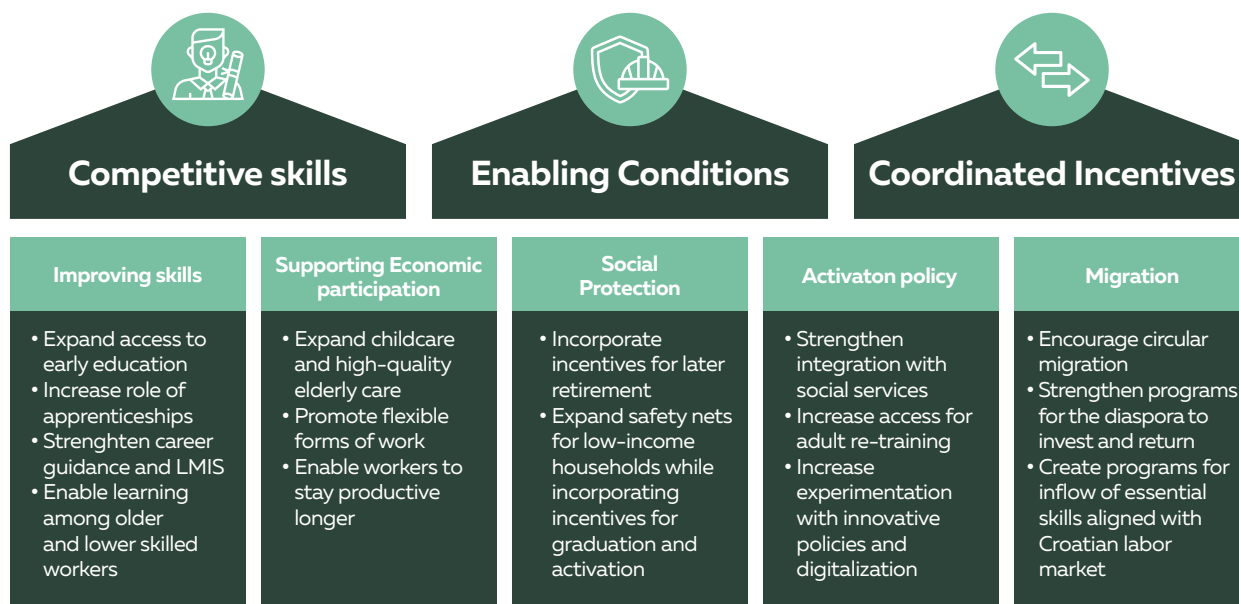 Competitive skills
Enabling Conditions
Coordinated Incentives
Improving skills
• Expand access to
early education
• Increase role of
apprenticeships
• Strenghten career
guidance and LMIS
• Enable learning
among older
and lower skilled
workers
Supporting Economic
participation
• Expand childcare
and high-quality
elderly care
• Promote flexible
forms of work
• Enable workers to
stay productive
longer
Social
Protection
• Incorporate
incentives for later
retirement
• Expand safety nets
for low-income
households while
incorporating
incentives for
graduation and
activation
Activaton policy
• Strengthen
integration with
social services
• Increase access for
adult re-training
• Increase
experimentation
with innovative
policies and
digitalization
Migration
• Encourage circular
migration
• Strengthen programs
for the diaspora to
invest and return
• Create programs for
inflow of essential
skills aligned with
Croatian labor
market